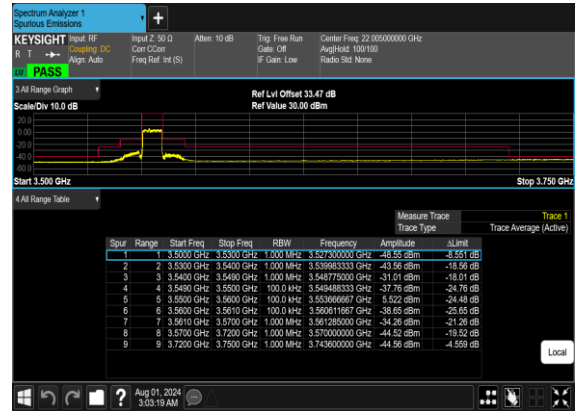 Spectrum Analyzer 1
Spurious Emissions
+
KEYSIGHT Input: RF Input Z: 50 Ω Atten: 10 dB Trig: Free Run Center Freq: 22.005000000 GHz
R T Coupling: DC Corr CCorr Gate: Off Avg|Hold: 100/100
Align: Auto Freq Ref: Int (S) IF Gain: Low Radio Std: None
PASS
3 All Range Graph
Ref Lvl Offset 33.47 dB
Scale/Div 10.0 dB Ref Value 30.00 dBm
20.0
0.00
-20.0
-40.0
-60.0
Start 3.500 GHz Stop 3.750 GHz
4 All Range Table
Measure Trace Trace 1
Trace Type Trace Average (Active)
Spur Range Start Freq Stop Freq RBW Frequency Amplitude ΔLimit
1 1 3.5000 GHz 3.5300 GHz 1.000 MHz 3.527300000 GHz -48.55 dBm -8.551 dB
2 2 3.5300 GHz 3.5400 GHz 1.000 MHz 3.539983333 GHz -43.56 dBm -18.56 dB
3 3 3.5400 GHz 3.5490 GHz 1.000 MHz 3.548775000 GHz -31.01 dBm -18.01 dB
4 4 3.5490 GHz 3.5500 GHz 100.0 kHz 3.549488333 GHz -37.76 dBm -24.76 dB
5 5 3.5500 GHz 3.5600 GHz 100.0 kHz 3.553666667 GHz 5.522 dBm -24.48 dB
6 6 3.5600 GHz 3.5610 GHz 100.0 kHz 3.560611667 GHz -38.65 dBm -25.65 dB
7 7 3.5610 GHz 3.5700 GHz 1.000 MHz 3.561285000 GHz -34.26 dBm -21.26 dB
8 8 3.5700 GHz 3.7200 GHz 1.000 MHz 3.570000000 GHz -44.52 dBm -19.52 dB
9 9 3.7200 GHz 3.7500 GHz 1.000 MHz 3.743600000 GHz -44.56 dBm -4.559 dB
Local
? Aug 01, 2024
3:03:19 AM